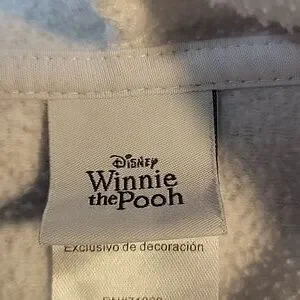 Disney
Winnie
the Pooh
Exclusivo de decoración